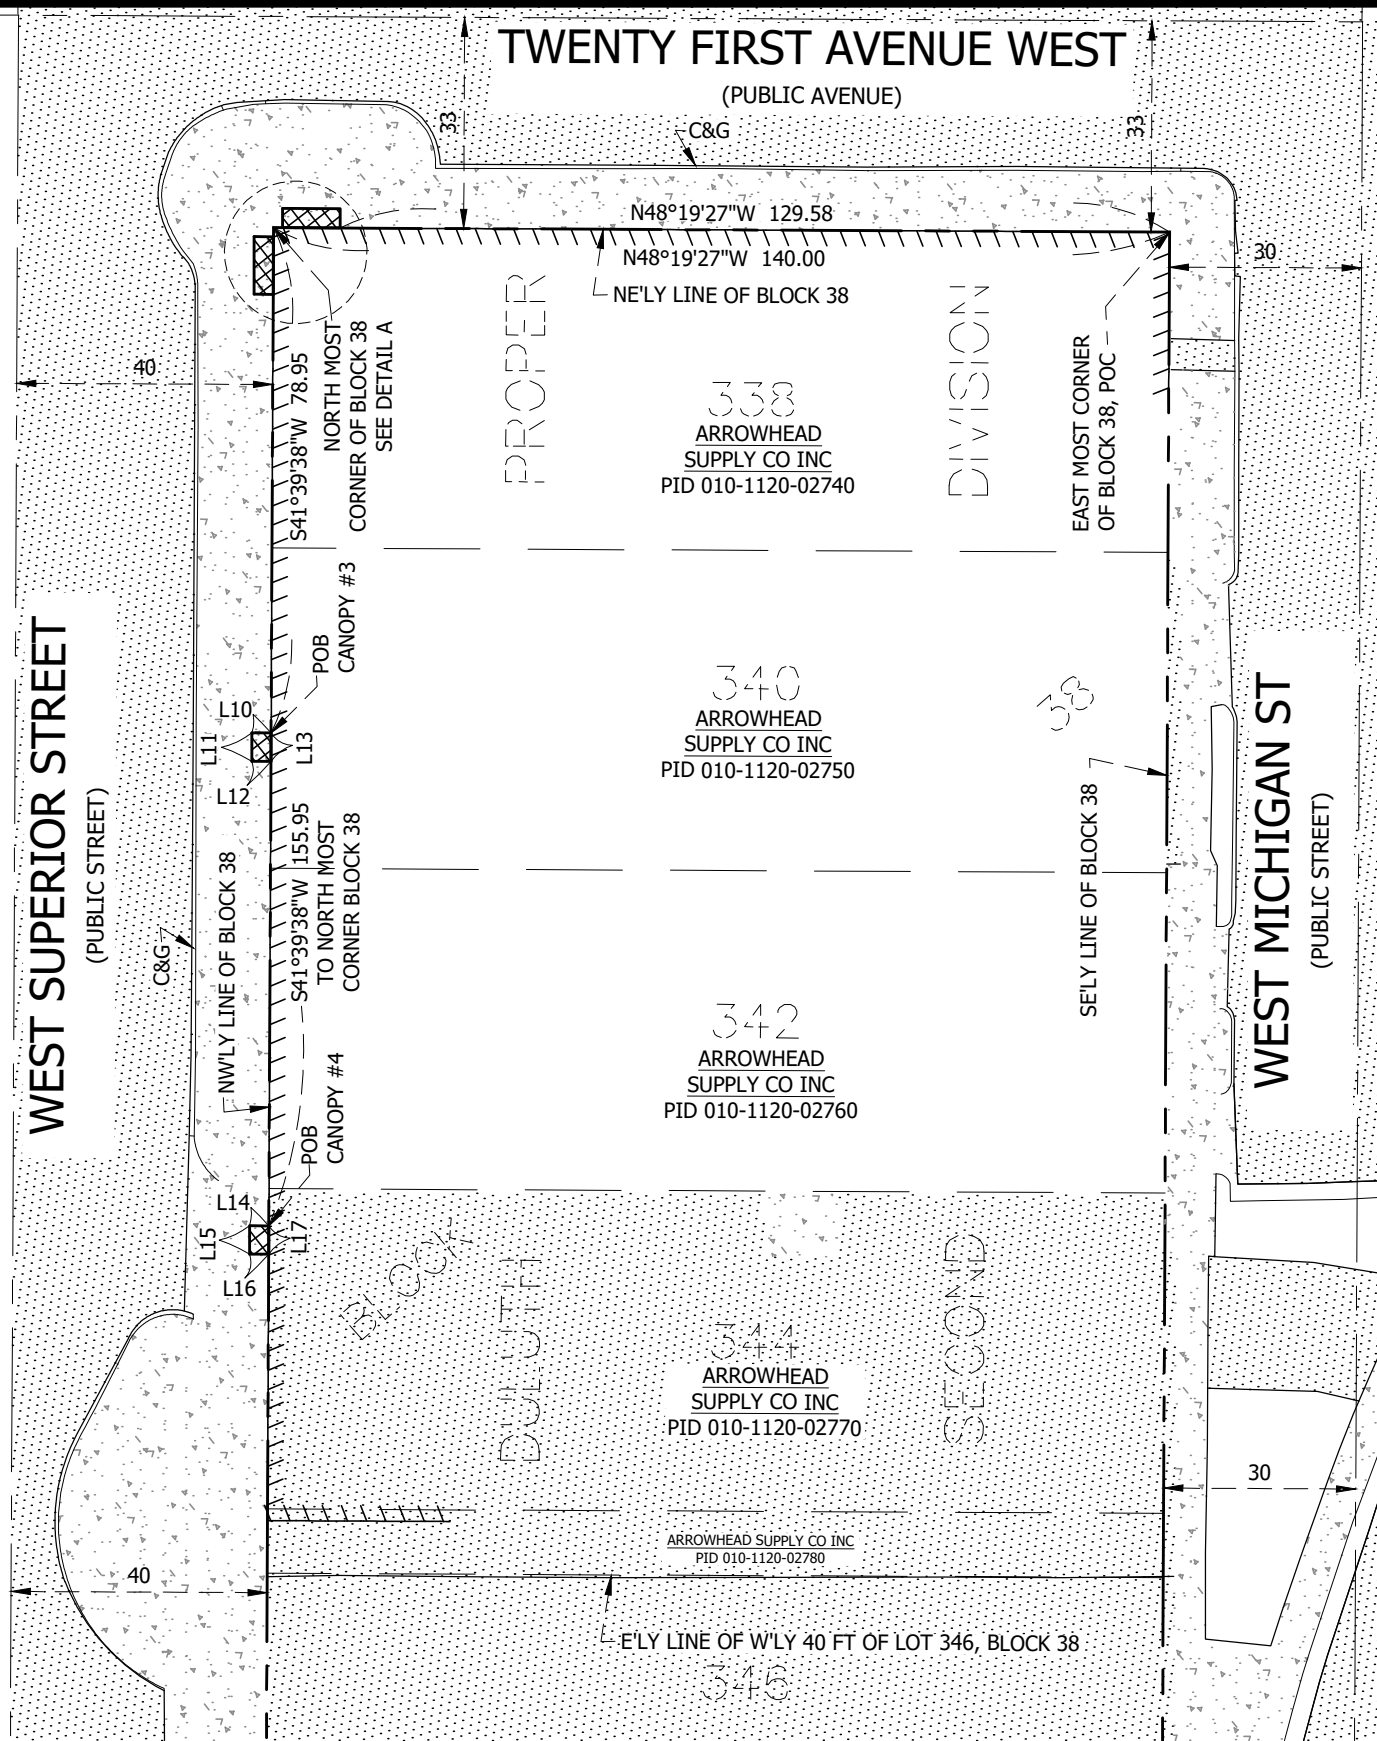 TWENTY FIRST AVENUE WEST
(PUBLIC AVENUE)
33
33
C&G
N48°19'27"W 129.58
N48°19'27"W 140.00
NE'LY LINE OF BLOCK 38
30
40
S41°39'38"W 78.95
NORTH MOST
CORNER OF BLOCK 38
SEE DETAIL A
PROPER
DIVISION
338
ARROWHEAD
SUPPLY CO INC
PID 010-1120-02740
EAST MOST CORNER
OF BLOCK 38, POC
POB
CANOPY #3
WEST SUPERIOR STREET
(PUBLIC STREET)
L10
L11
L13
L12
340
ARROWHEAD
SUPPLY CO INC
PID 010-1120-02750
38
WEST MICHIGAN ST
(PUBLIC STREET)
SE'LY LINE OF BLOCK 38
C&G
NW'LY LINE OF BLOCK 38
S41°39'38"W 155.95
TO NORTH MOST
CORNER BLOCK 38
342
ARROWHEAD
SUPPLY CO INC
PID 010-1120-02760
POB
CANOPY #4
L14
L15
L17
L16
BLOCK
DULUTH
SECOND
344
ARROWHEAD
SUPPLY CO INC
PID 010-1120-02770
30
ARROWHEAD SUPPLY CO INC
PID 010-1120-02780
40
E'LY LINE OF W'LY 40 FT OF LOT 346, BLOCK 38
346